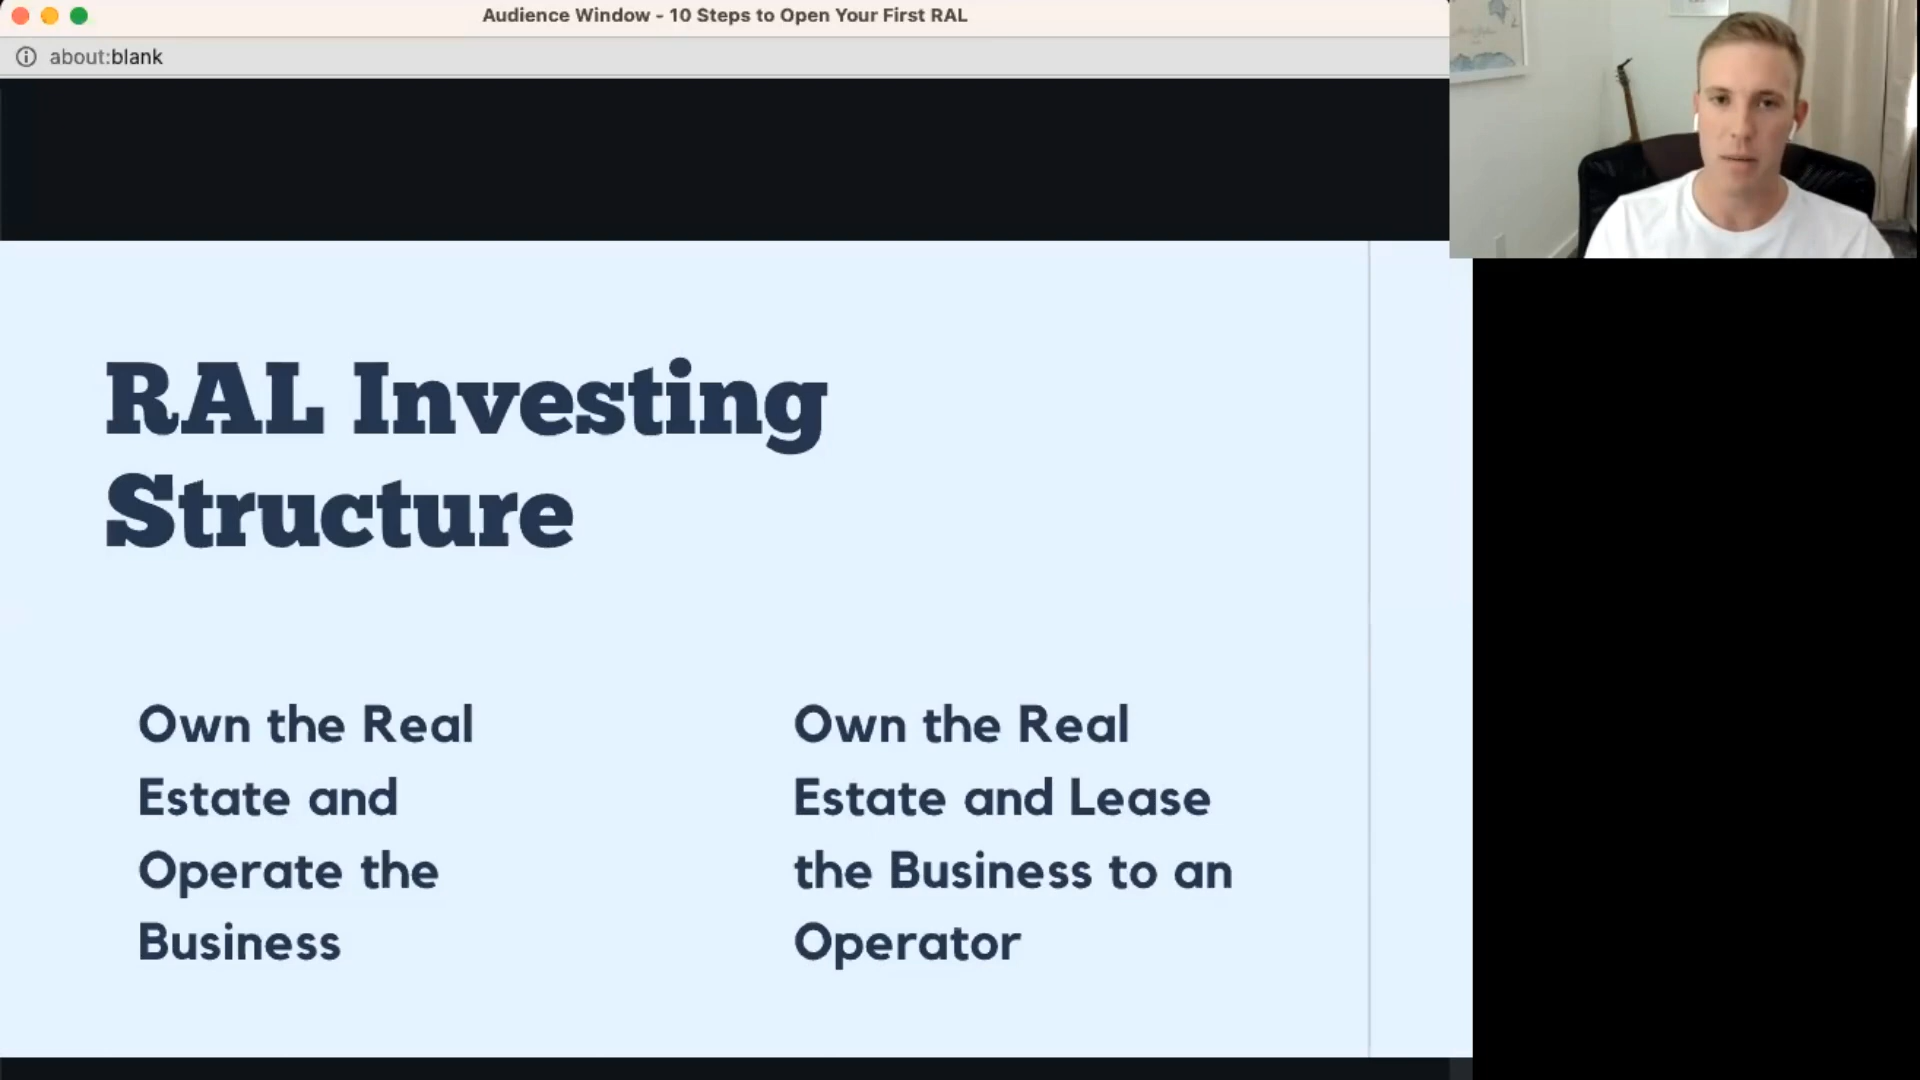 Audience Window - 10 Steps to Open Your First RAL
about:blank
RAL Investing
Structure
Own the Real
Estate and
Operate the
Business
Own the Real
Estate and Lease
the Business to an
Operator